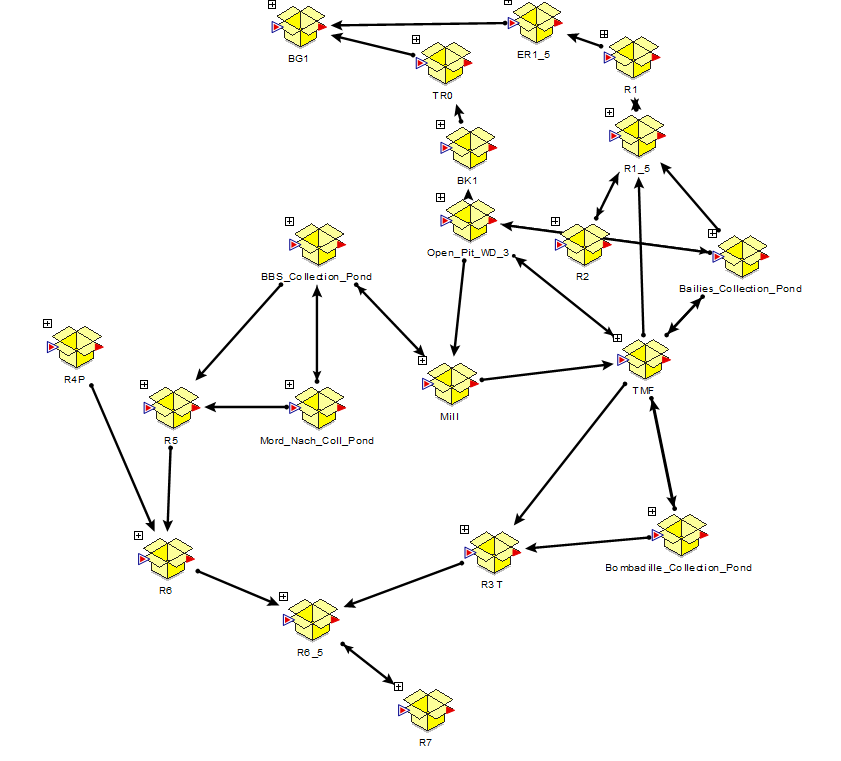 BG1
ER1_5
R1
TR0
BK1
R1_5
Open_Pit_WD_3
R2
Bailies_Collection_Pond
BBS_Collection_Pond
R4P
R5
Mord_Nach_Coll_Pond
Mill
TMF
R6
R3T
Bombadille_Collection_Pond
R6_5
R7